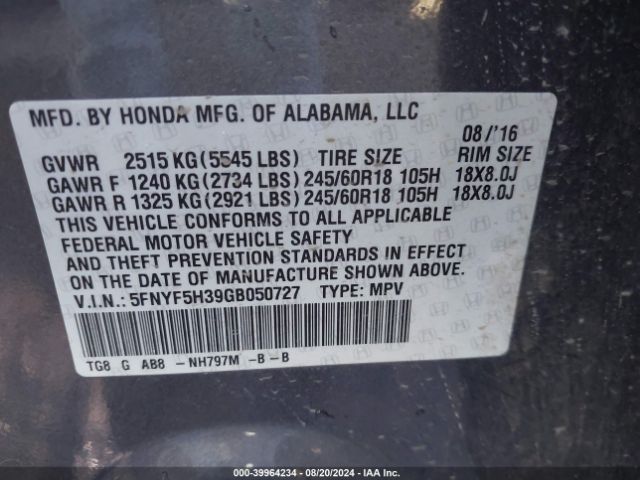 MFD. BY HONDA MFG. OF ALABAMA, LLC
08/'16
GVWR 2515 KG(5545 LBS) TIRE SIZE RIM SIZE
GAWR F 1240 KG(2734 LBS)245/60R18 105H 18X8.0J
GAWR R 1325 KG(2921 LBS)245/60R18 105H 18X8.0J
THIS VEHICLE CONFORMS TO ALL APPLICABLE
FEDERAL MOTOR VEHICLE SAFETY
AND THEFT PREVENTION STANDARDS IN EFFECT
ON THE DATE OF MANUFACTURE SHOWN ABOVE.
V.I.N.: 5FNYF5H39GB050727 TYPE: MPV
TG8 G AB8 -NH797M -B-B
000-39964234 - 08/20/2024 - IAA Inc.